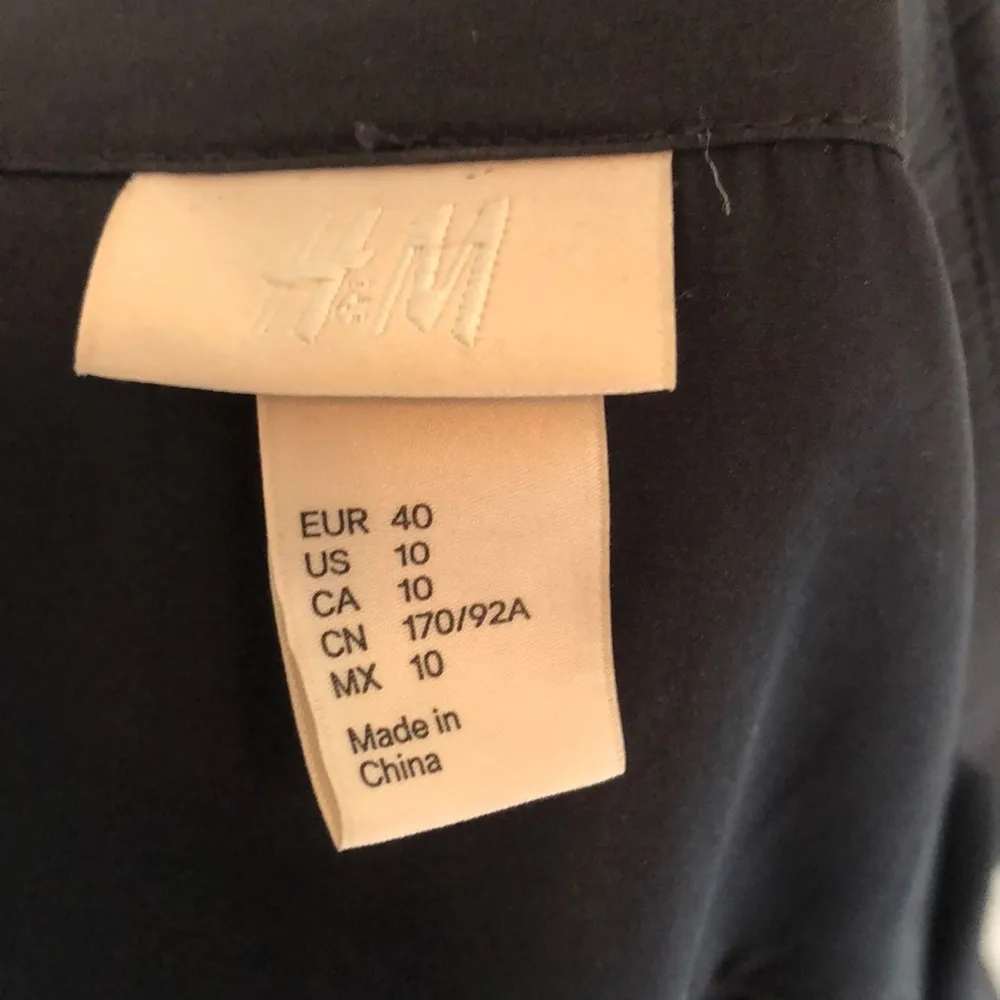 H&M
EUR 40
US 10
CA 10
CN 170/92A
MX 10
Made in
China